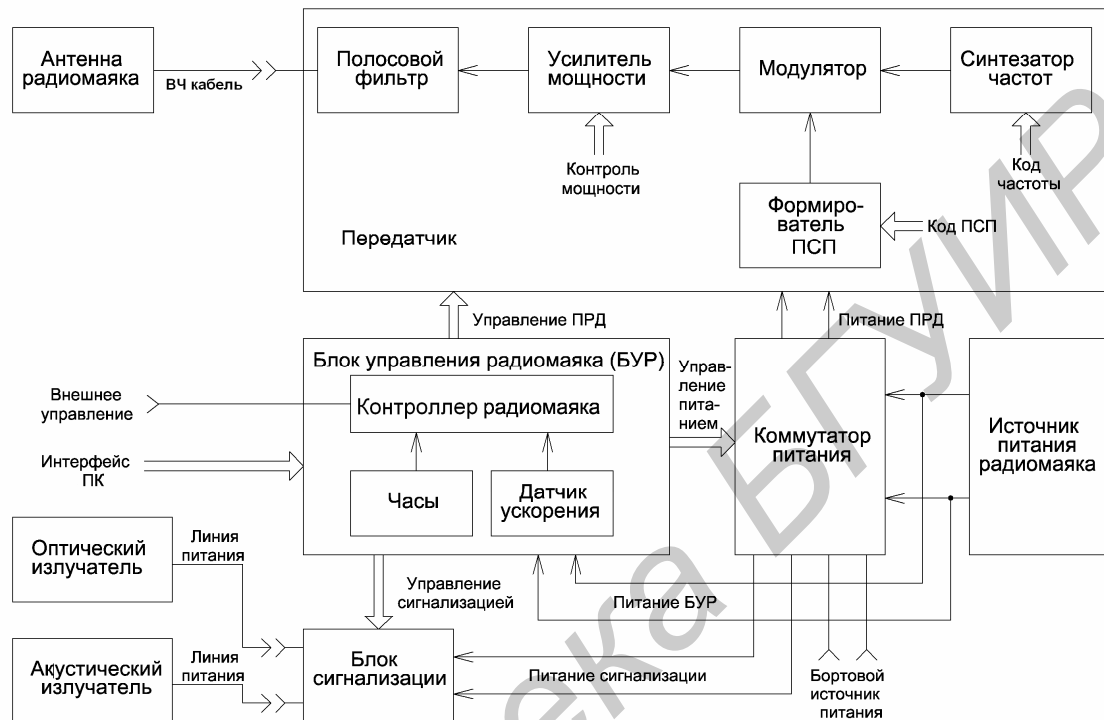 Антенна
радиомаяка
ВЧ кабель
Полосовой
фильтр
Усилитель
мощности
Модулятор
Синтезатор
частот
Контроль
мощности
Код
частоты
Формиро-
ватель
ПСП
Код ПСП
Передатчик
Управление ПРД
Питание ПРД
Блок управления радиомаяка (БУР)
Контроллер радиомаяка
Часы
Датчик
ускорения
Внешнее
управление
Интерфейс
ПК
Управ-
ление
пита-
нием
Коммутатор
питания
Источник
питания
радиомаяка
Оптический
излучатель
Линия
питания
Управление
сигнализацией
Питание БУР
Акустический
излучатель
Линия
питания
Блок
сигнализации
Питание сигнализации
Бортовой
источник
питания
ека БГУИР